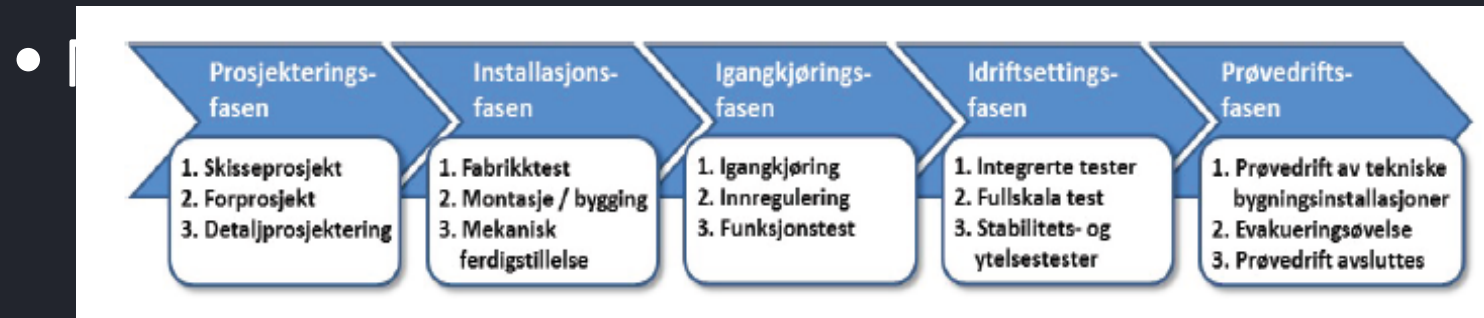 Prosjekterings-
fasen
1. Skisseprosjekt
2. Forprosjekt
3. Detaljprosjektering
Installasjons-
fasen
1. Fabrikktest
2. Montasje / bygging
3. Mekanisk
ferdigstillelse
Igangkjørings-
fasen
1. Igangkjøring
2. Innregulering
3. Funksjonstest
Idriftsettings-
fasen
1. Integrerte tester
2. Fullskala test
3. Stabilitets- og
ytelsestester
Prøvedrifts-
fasen
1. Prøvedrift av tekniske
bygningsinstallasjoner
2. Evakueringsøvelse
3. Prøvedrift avsluttes